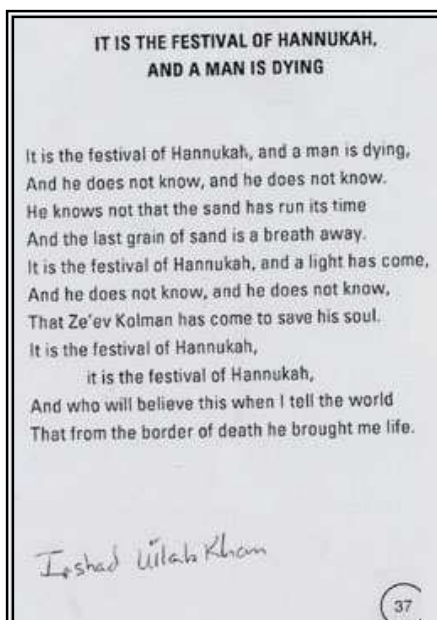 IT IS THE FESTIVAL OF HANNUKAH,
AND A MAN IS DYING
It is the festival of Hannukah, and a man is dying,
And he does not know, and he does not know.
He knows not that the sand has run its time
And the last grain of sand is a breath away.
It is the festival of Hannukah, and a light has come,
And he does not know, and he does not know,
That Ze'ev Kolman has come to save his soul.
It is the festival of Hannukah,
it is the festival of Hannukah,
And who will believe this when I tell the world
That from the border of death he brought me life.
Irshad Ullah Khan
37